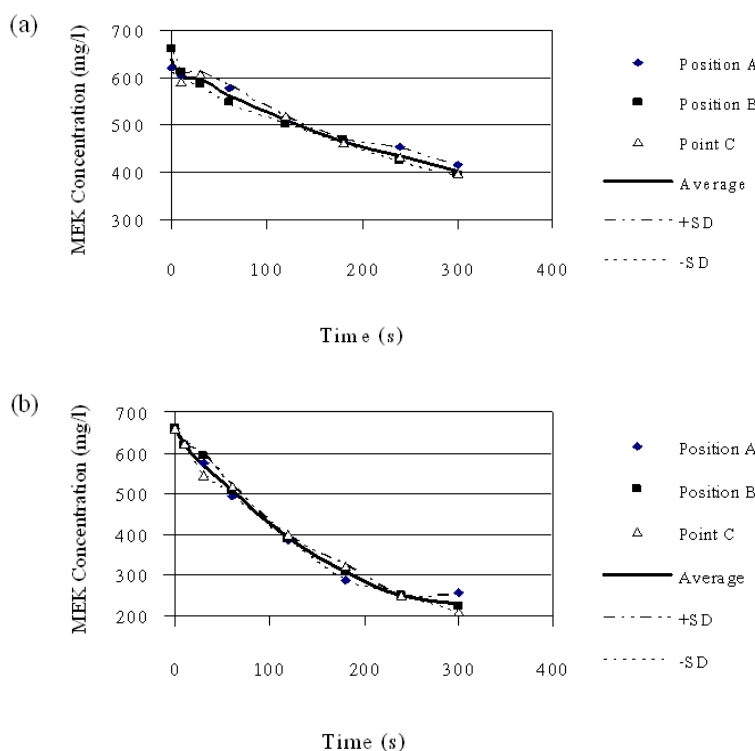 (a)
MEK Concentration (mg/l)
700
600
500
400
300
0
100
200
300
400
Time (s)
Position A
Position B
Point C
Average
+SD
-SD
(b)
MEK Concentration (mg/l)
700
600
500
400
300
200
0
100
200
300
400
Time (s)
Position A
Position B
Point C
Average
+SD
-SD